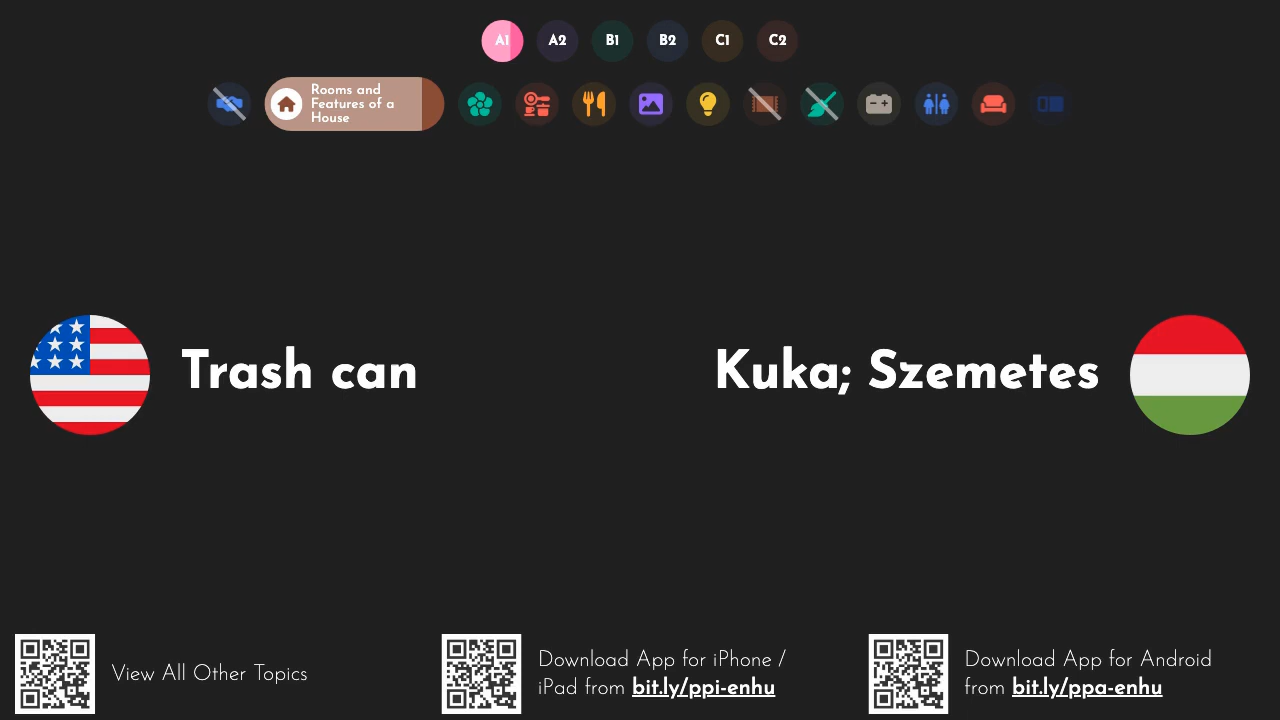 A1 A2 B1 B2 C1 C2
Rooms and
Features of a
House
Trash can
Kuka; Szemetes
View All Other Topics
Download App for iPhone /
iPad from bit.ly/ppi-enhu
Download App for Android
from bit.ly/ppa-enhu